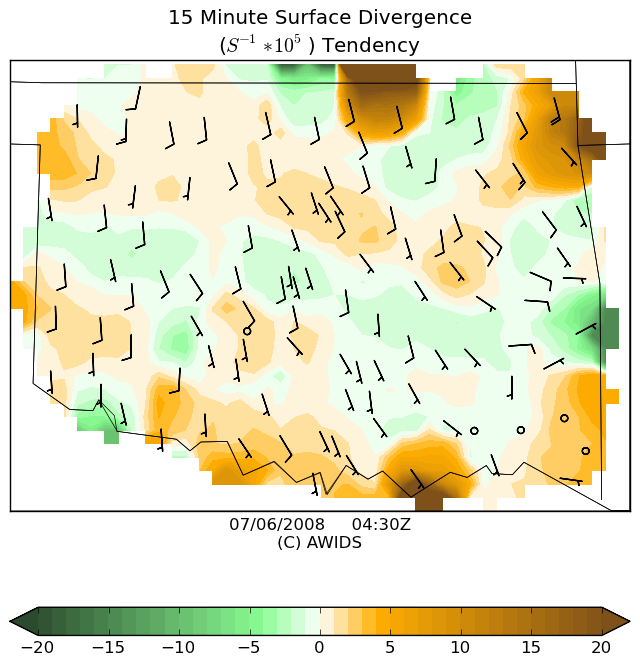 15 Minute Surface Divergence
(S⁻¹ *10⁵ ) Tendency
07/06/2008 04:30Z
(C) AWIDS
−20 −15 −10 −5 0 5 10 15 20